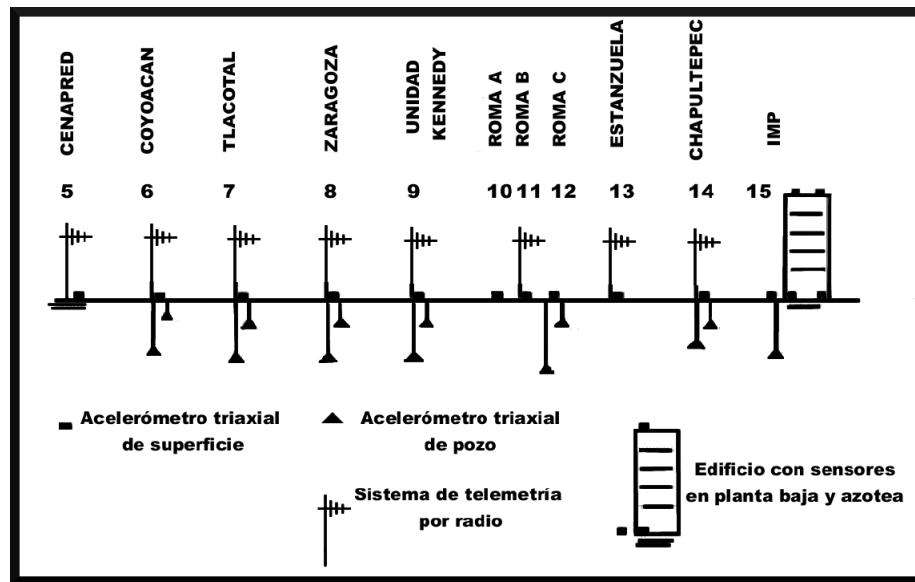 CENAPRED
COYOACAN
TLACOTAL
ZARAGOZA
UNIDAD
KENNEDY
ROMA A
ROMA B
ROMA C
ESTANZUELA
CHAPULTEPEC
IMP
5 6 7 8 9 10 11 12 13 14 15
Acelerómetro triaxial
de superficie
Acelerómetro triaxial
de pozo
Sistema de telemetría
por radio
Edificio con sensores
en planta baja y azotea